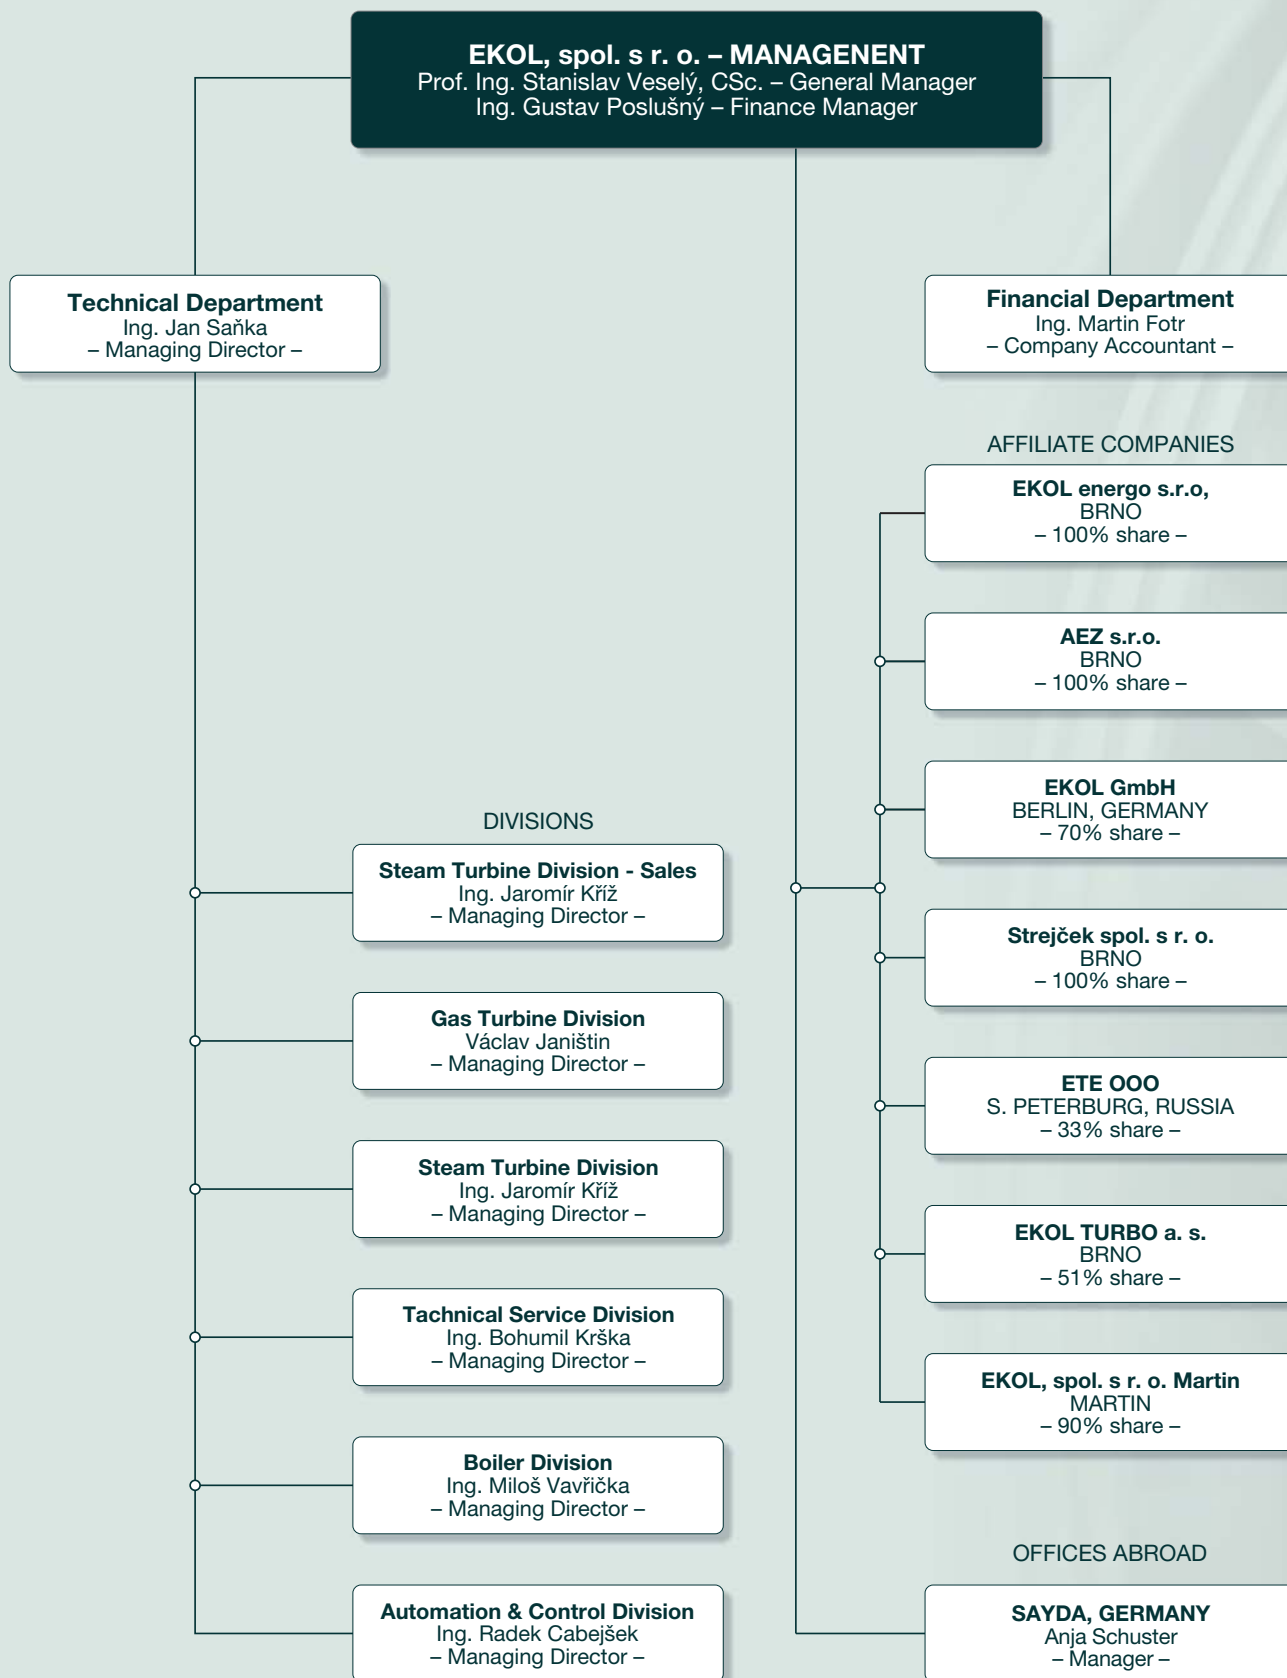 EKOL, spol. s r. o. – MANAGENENT
Prof. Ing. Stanislav Veselý, CSc. – General Manager
Ing. Gustav Poslušný – Finance Manager
Technical Department
Ing. Jan Saňka
– Managing Director –
Financial Department
Ing. Martin Fotr
– Company Accountant –
DIVISIONS
Steam Turbine Division - Sales
Ing. Jaromír Kříž
– Managing Director –
Gas Turbine Division
Václav Janištin
– Managing Director –
Steam Turbine Division
Ing. Jaromír Kříž
– Managing Director –
Tachnical Service Division
Ing. Bohumil Krška
– Managing Director –
Boiler Division
Ing. Miloš Vavřička
– Managing Director –
Automation & Control Division
Ing. Radek Cabejšek
– Managing Director –
AFFILIATE COMPANIES
EKOL energo s.r.o,
BRNO
– 100% share –
AEZ s.r.o.
BRNO
– 100% share –
EKOL GmbH
BERLIN, GERMANY
– 70% share –
Strejček spol. s r. o.
BRNO
– 100% share –
ETE OOO
S. PETERBURG, RUSSIA
– 33% share –
EKOL TURBO a. s.
BRNO
– 51% share –
EKOL, spol. s r. o. Martin
MARTIN
– 90% share –
OFFICES ABROAD
SAYDA, GERMANY
Anja Schuster
– Manager –